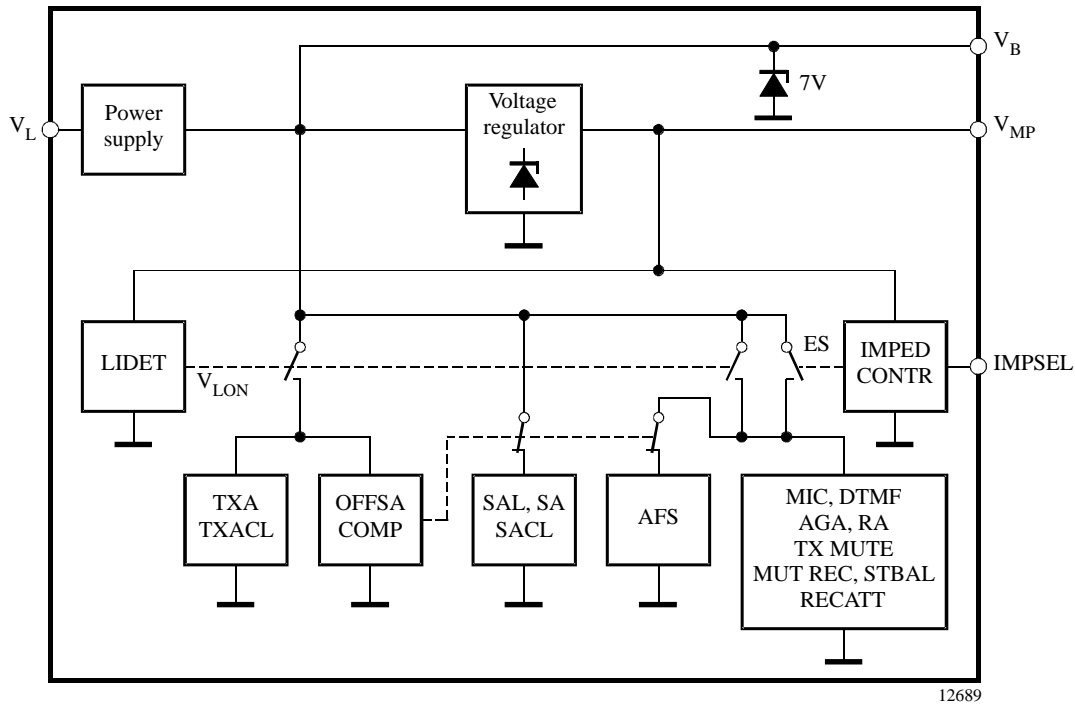 V_B
7V
V_L
Power
supply
Voltage
regulator
V_MP
LIDET
V_LON
ES
IMPED
CONTR
IMPSEL
TXA
TXACL
OFFSA
COMP
SAL, SA
SACL
AFS
MIC, DTMF
AGA, RA
TX MUTE
MUT REC, STBAL
RECATT
12689